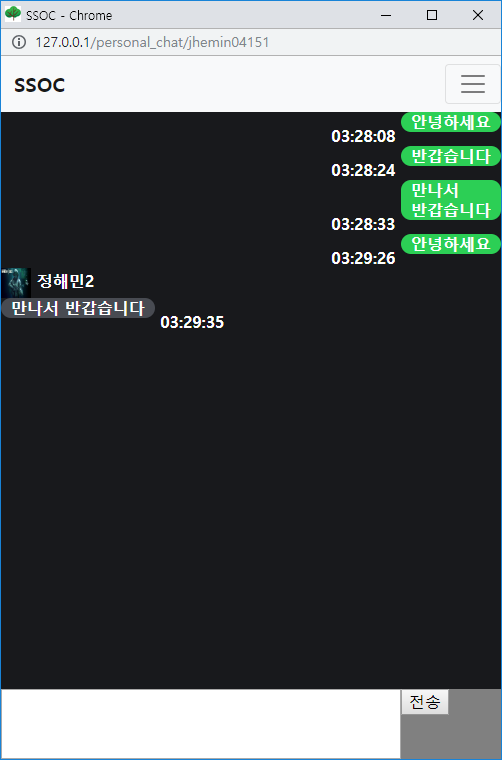 SSOC - Chrome
127.0.0.1/personal_chat/jhemin04151
SSOC
안녕하세요
03:28:08
반갑습니다
03:28:24
만나서
반갑습니다
03:28:33
안녕하세요
03:29:26
정해민2
만나서 반갑습니다
03:29:35
전송